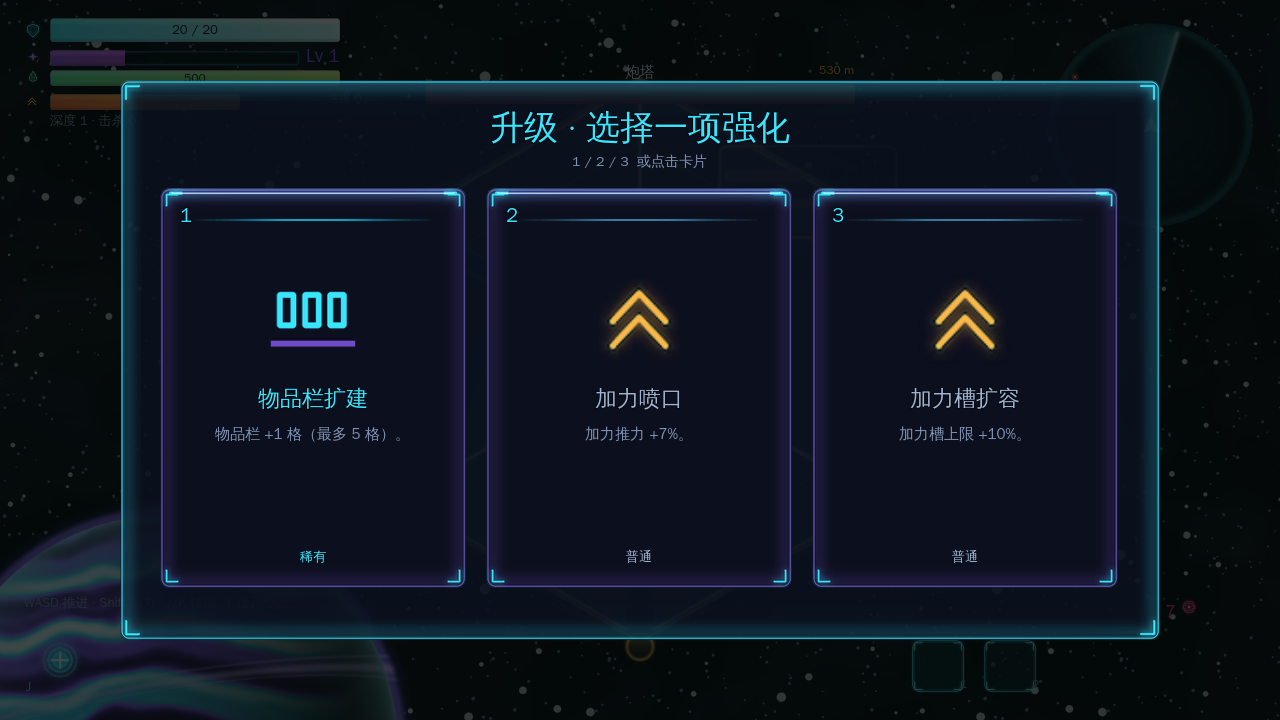 20 / 20
Lv 1
500
炮塔
530 m
深度 1 · 击杀
升级 · 选择一项强化
1 / 2 / 3 或点击卡片
1
2
3
物品栏扩建
加力喷口
加力槽扩容
物品栏 +1 格（最多 5 格）。
加力推力 +7%。
加力槽上限 +10%。
稀有
普通
普通
WASD 推进 · Shi
7
J